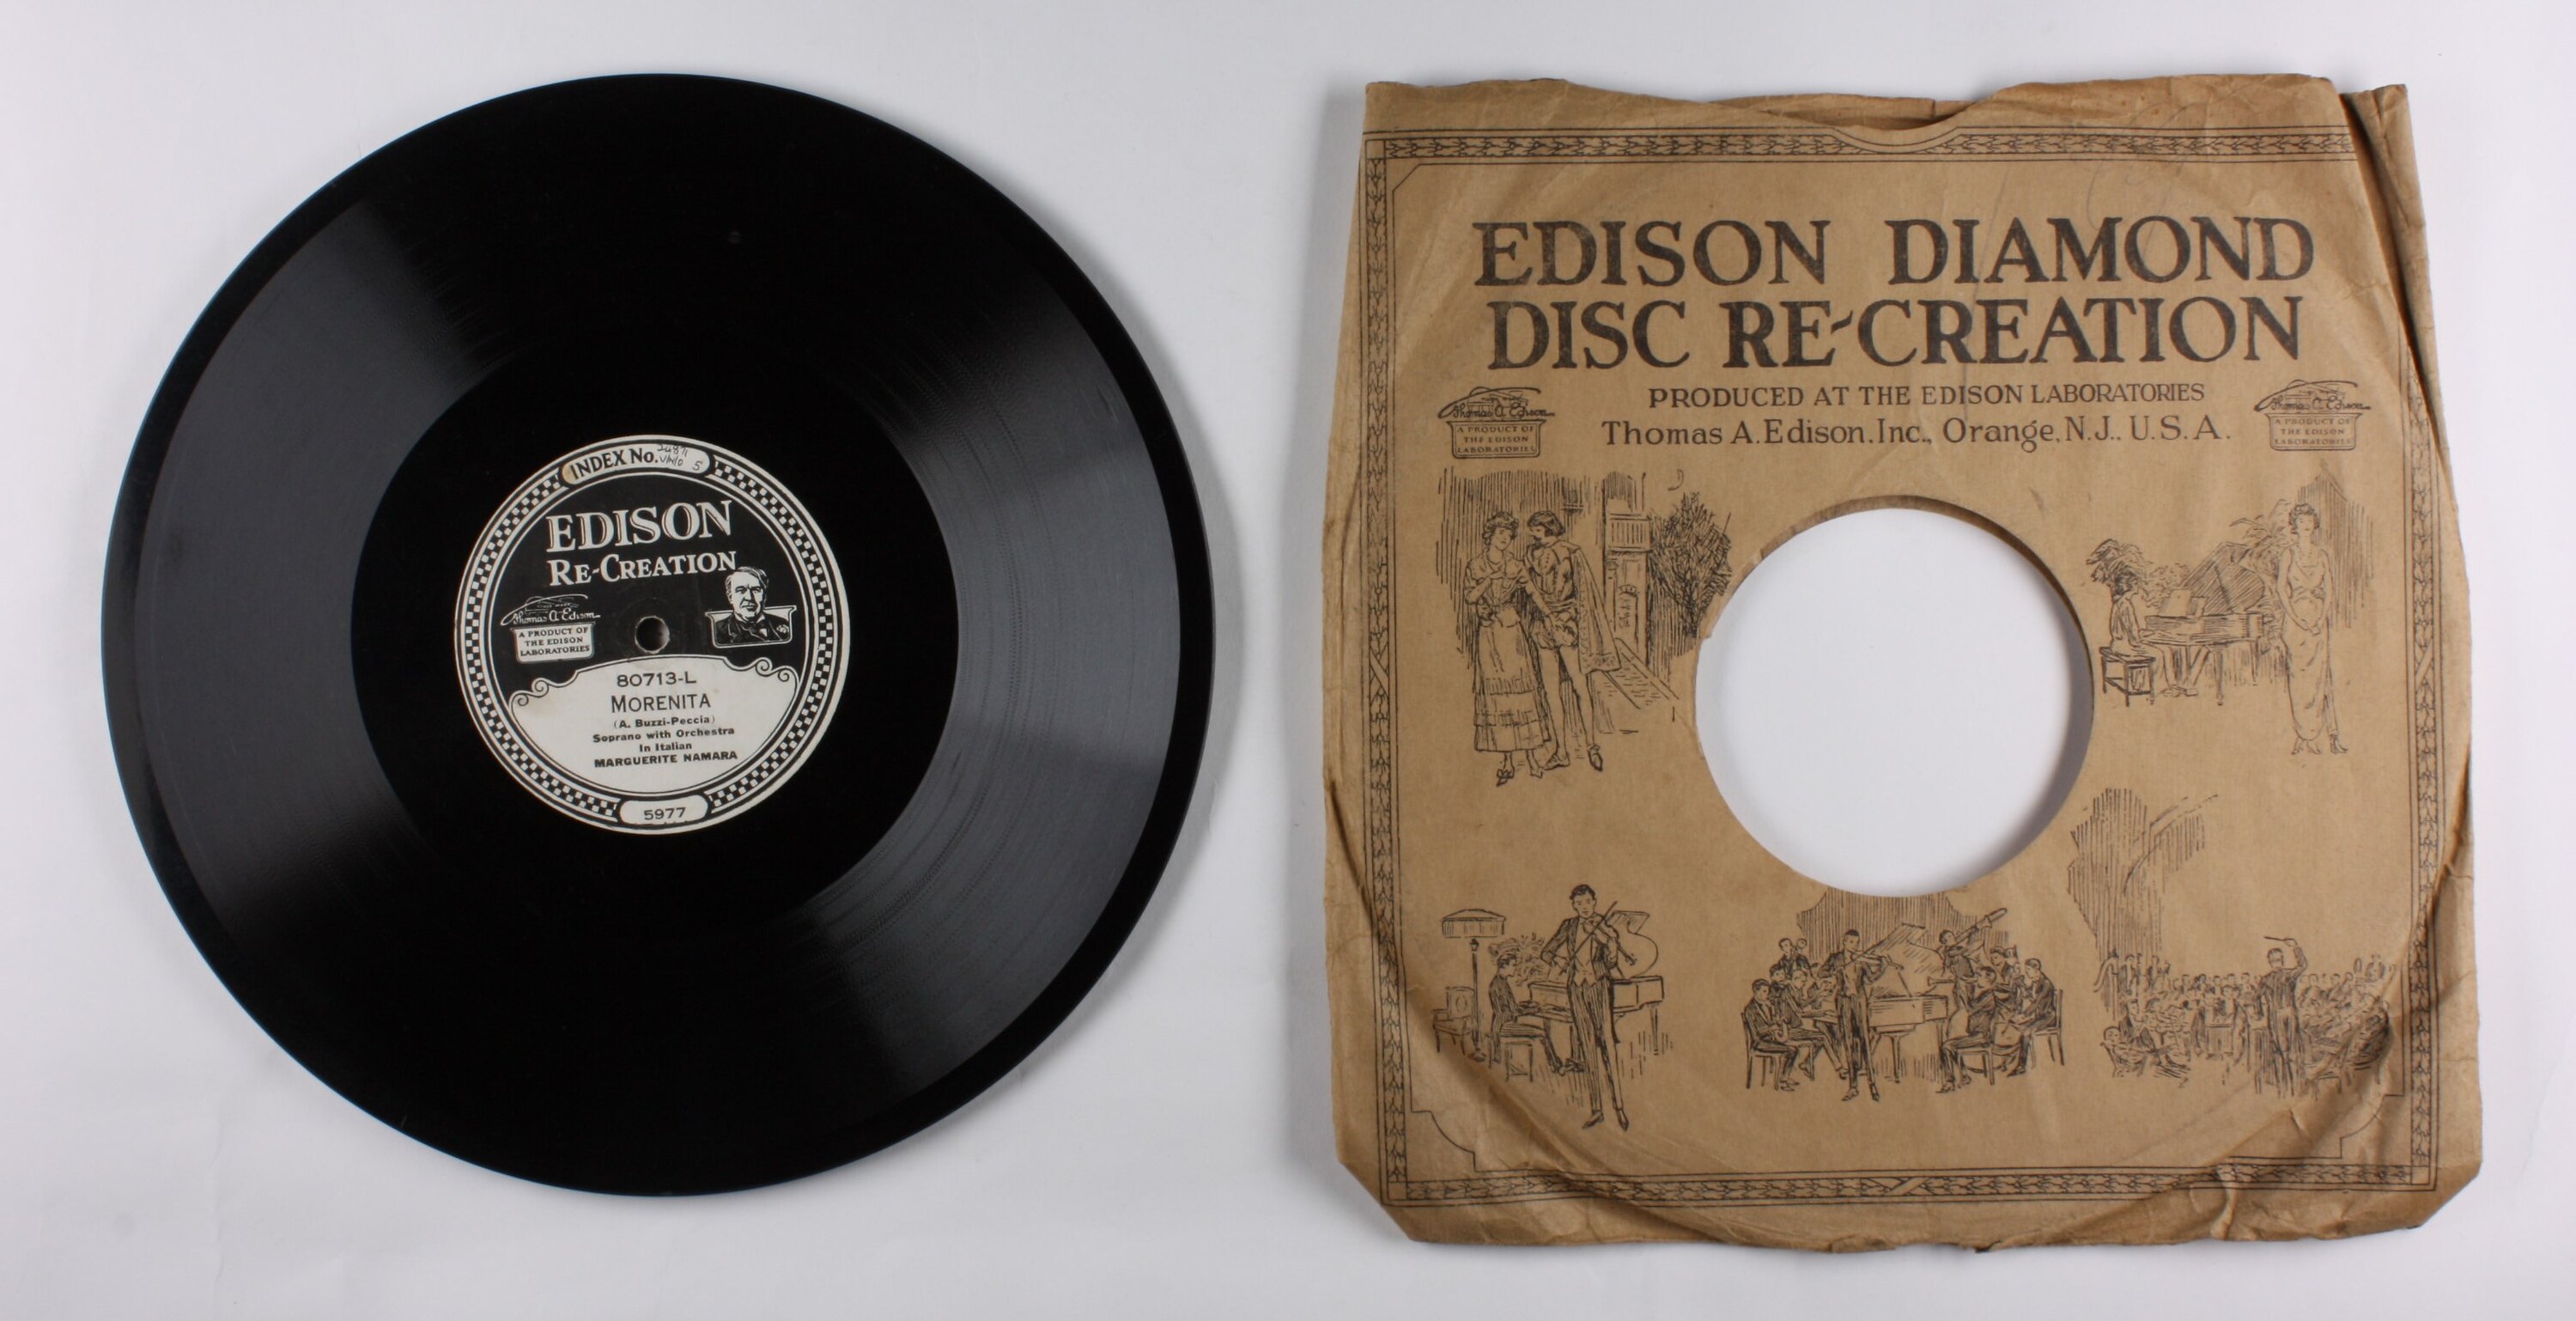 INDEX No.
EDISON
RE-CREATION
Thomas A Edison
A PRODUCT OF
THE EDISON
LABORATORIES
80713-L
MORENITA
(A. Buzzi-Peccia)
Soprano with Orchestra
In Italian
MARGUERITE NAMARA
5977
EDISON DIAMOND
DISC RE-CREATION
PRODUCED AT THE EDISON LABORATORIES
Thomas A. Edison. Inc., Orange, N.J., U.S.A.
Thomas A Edison
A PRODUCT OF
THE EDISON
LABORATORIES
Thomas A Edison
A PRODUCT OF
THE EDISON
LABORATORIES